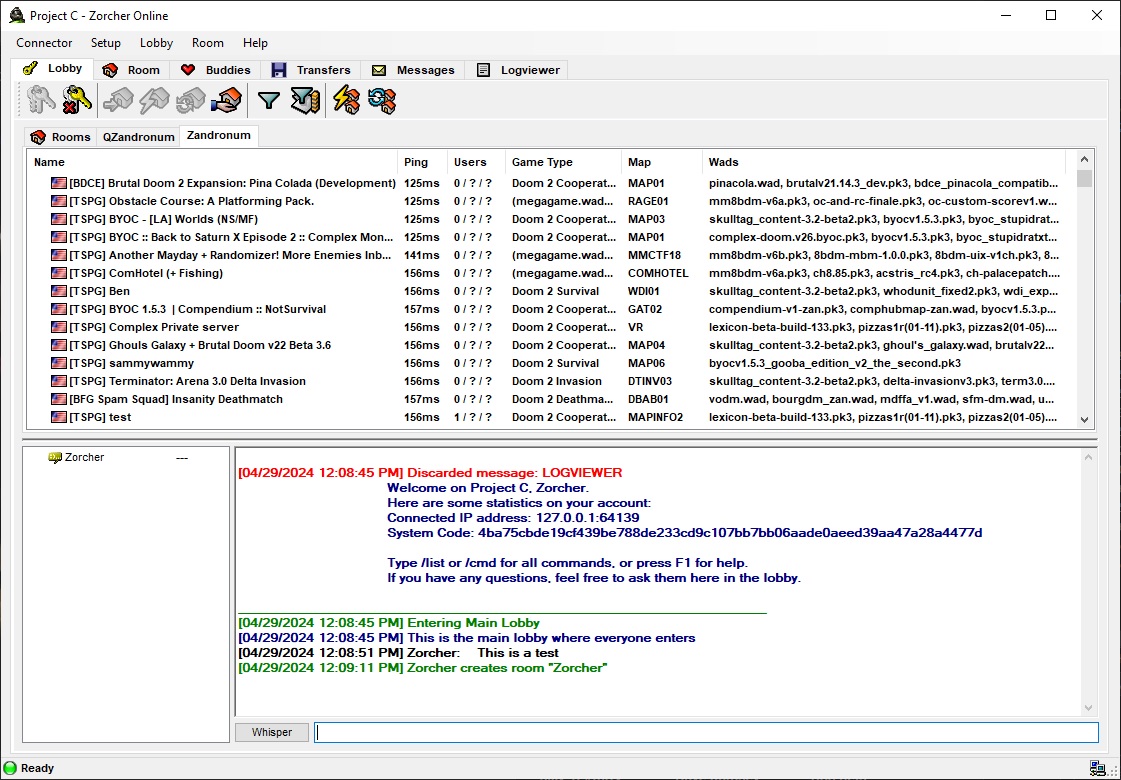 Project C - Zorcher Online
Connector Setup Lobby Room Help
Lobby Room Buddies Transfers Messages Logviewer
Rooms QZandronum Zandronum
Name Ping Users Game Type Map Wads
[BDCE] Brutal Doom 2 Expansion: Pina Colada (Development) 125ms 0 / ? / ? Doom 2 Cooperat... MAP01 pinacola.wad, brutalv21.14.3_dev.pk3, bdce_pinacola_compatib...
[TSPG] Obstacle Course: A Platforming Pack. 125ms 0 / ? / ? (megagame.wad... RAGE01 mm8bdm-v6a.pk3, oc-and-rc-finale.pk3, oc-custom-scorev1.w...
[TSPG] BYOC - [LA] Worlds (NS/MF) 125ms 0 / ? / ? Doom 2 Cooperat... MAP03 skulltag_content-3.2-beta2.pk3, byocv1.5.3.pk3, byoc_stupidrat...
[TSPG] BYOC :: Back to Saturn X Episode 2 :: Complex Mon... 125ms 0 / ? / ? Doom 2 Cooperat... MAP01 complex-doom.v26.byoc.pk3, byocv1.5.3.pk3, byoc_stupidratxt...
[TSPG] Another Mayday + Randomizer! More Enemies Inb... 141ms 0 / ? / ? (megagame.wad... MMCTF18 mm8bdm-v6b.pk3, 8bdm-mbm-1.0.0.pk3, 8bdm-uix-v1ch.pk3, 8...
[TSPG] ComHotel (+ Fishing) 156ms 0 / ? / ? (megagame.wad... COMHOTEL mm8bdm-v6a.pk3, ch8.85.pk3, acstris_rc4.pk3, ch-palacepatch....
[TSPG] Ben 156ms 0 / ? / ? Doom 2 Survival WDI01 skulltag_content-3.2-beta2.pk3, whodunit_fixed2.pk3, wdi_exp...
[TSPG] BYOC 1.5.3 | Compendium :: NotSurvival 157ms 0 / ? / ? Doom 2 Cooperat... GAT02 compendium-v1-zan.pk3, comphubmap-zan.wad, byocv1.5.3.p...
[TSPG] Complex Private server 156ms 0 / ? / ? Doom 2 Cooperat... VR lexicon-beta-build-133.pk3, pizzas1r(01-11).pk3, pizzas2(01-05)....
[TSPG] Ghouls Galaxy + Brutal Doom v22 Beta 3.6 156ms 0 / ? / ? Doom 2 Cooperat... MAP04 skulltag_content-3.2-beta2.pk3, ghoul's_galaxy.wad, brutalv22...
[TSPG] sammywammy 156ms 0 / ? / ? Doom 2 Survival MAP06 byocv1.5.3_gooba_edition_v2_the_second.pk3
[TSPG] Terminator: Arena 3.0 Delta Invasion 156ms 0 / ? / ? Doom 2 Invasion DTINV03 skulltag_content-3.2-beta2.pk3, delta-invasionv3.pk3, term3.0....
[BFG Spam Squad] Insanity Deathmatch 157ms 0 / ? / ? Doom 2 Deathma... DBAB01 vodm.wad, bourgdm_zan.wad, mdffa_v1.wad, sfm-dm.wad, u...
[TSPG] test 156ms 1 / ? / ? Doom 2 Cooperat... MAPINFO2 lexicon-beta-build-133.pk3, pizzas1r(01-11).pk3, pizzas2(01-05)....
Zorcher ---
[04/29/2024 12:08:45 PM] Discarded message: LOGVIEWER
Welcome on Project C, Zorcher.
Here are some statistics on your account:
Connected IP address: 127.0.0.1:64139
System Code: 4ba75cbde19cf439be788de233cd9c107bb7bb06aade0aeed39aa47a28a4477d
Type /list or /cmd for all commands, or press F1 for help.
If you have any questions, feel free to ask them here in the lobby.
[04/29/2024 12:08:45 PM] Entering Main Lobby
[04/29/2024 12:08:45 PM] This is the main lobby where everyone enters
[04/29/2024 12:08:51 PM] Zorcher: This is a test
[04/29/2024 12:09:11 PM] Zorcher creates room "Zorcher"
Whisper
Ready